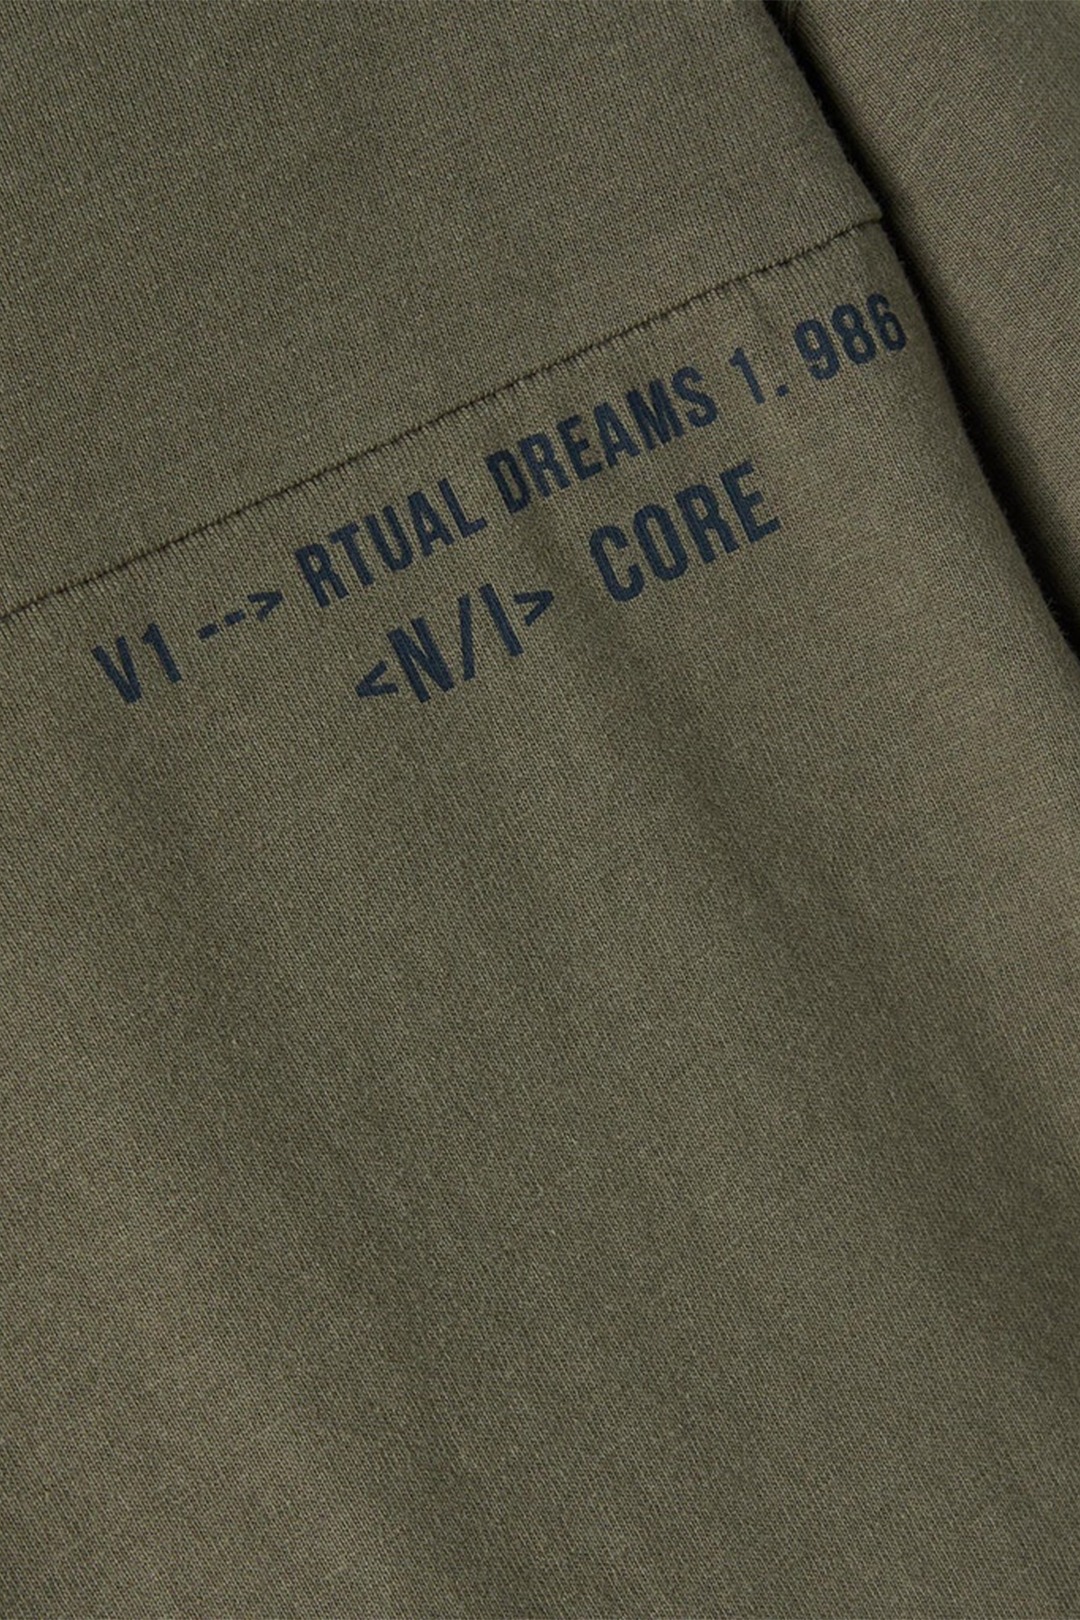 V1 --> RTUAL DREAMS 1. 986
<N/I> CORE